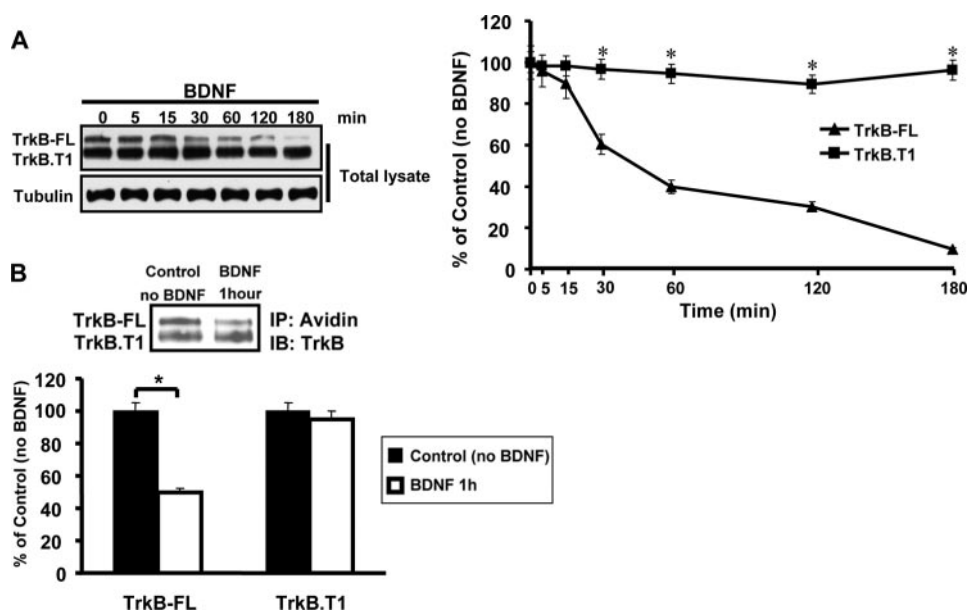 A
BDNF
0 5 15 30 60 120 180 min
TrkB-FL
TrkB.T1
Tubulin
Total lysate
% of Control (no BDNF)
120
100
80
60
40
20
0
* * * *
TrkB-FL
TrkB.T1
0 5 15 30 60 120 180
Time (min)
B
Control
no BDNF
BDNF
1hour
TrkB-FL
TrkB.T1
IP: Avidin
IB: TrkB
% of Control (no BDNF)
120
100
80
60
40
20
0
*
Control (no BDNF)
BDNF 1h
TrkB-FL TrkB.T1